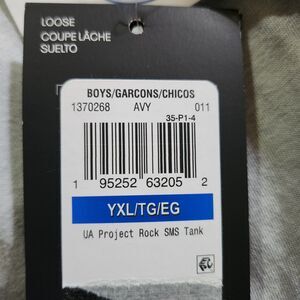 LOOSE
COUPE LÂCHE
SUELTO
BOYS/GARCONS/CHICOS
1370268 AVY 011
35-P1-4
1 95252 63205 2
YXL/TG/EG
UA Project Rock SMS Tank